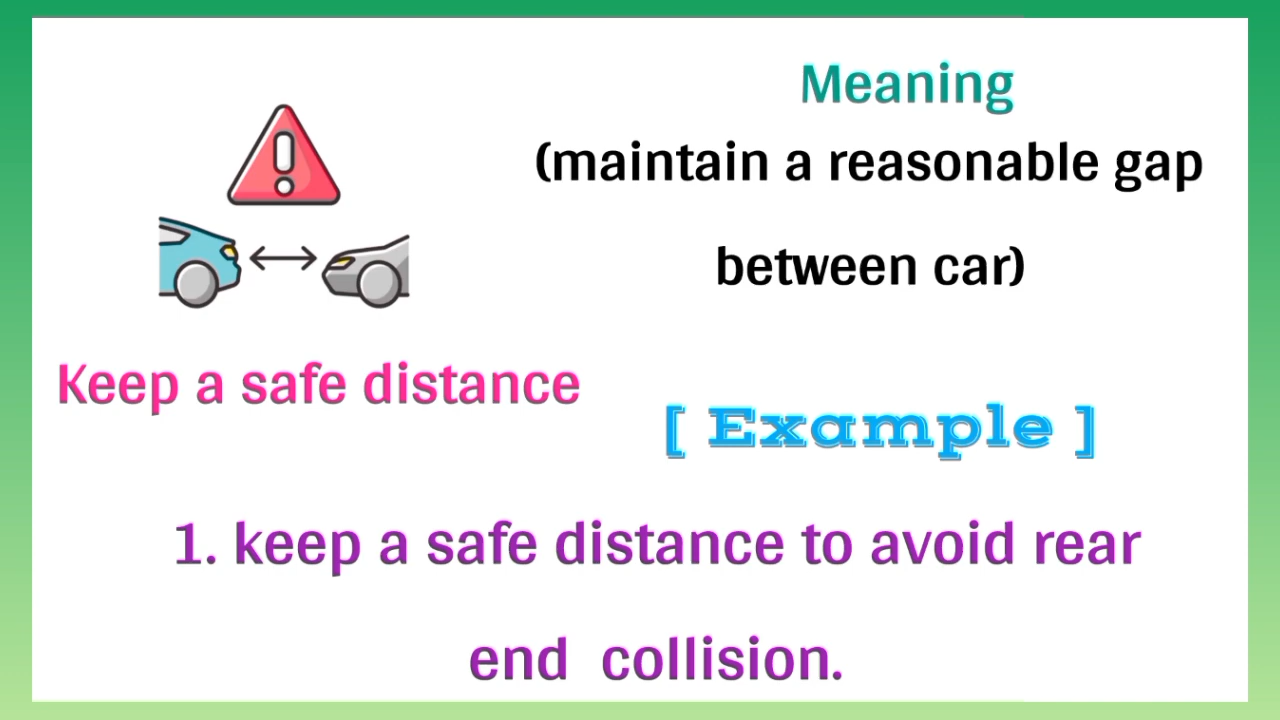 Meaning
(maintain a reasonable gap
between car)
Keep a safe distance
[ Example ]
1. keep a safe distance to avoid rear
end collision.